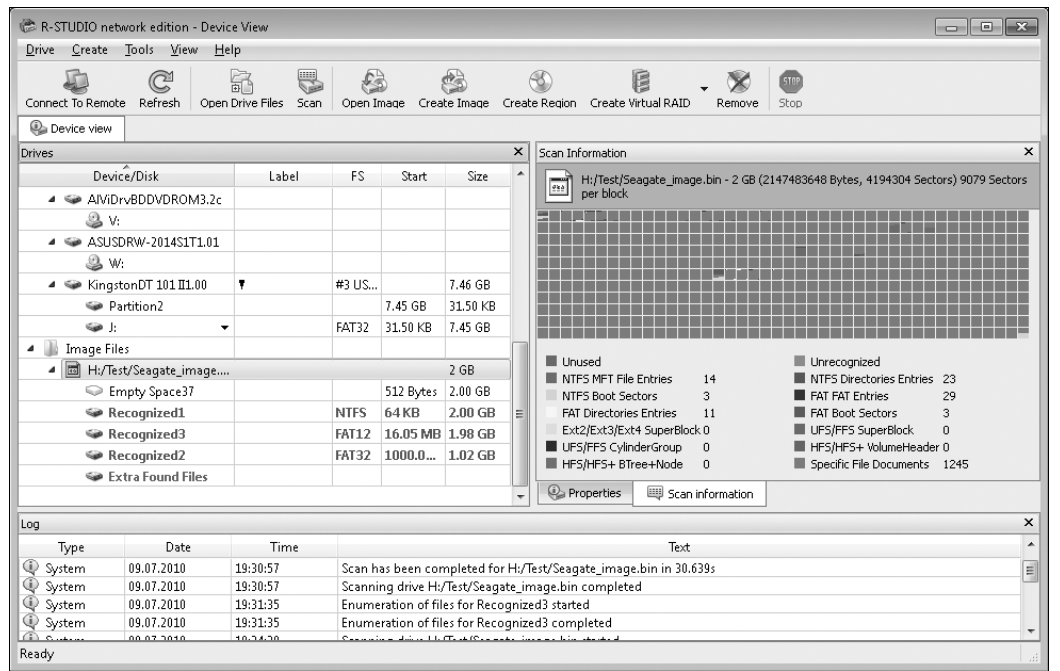 R-STUDIO network edition - Device View
Drive Create Tools View Help
Connect To Remote Refresh Open Drive Files Scan Open Image Create Image Create Region Create Virtual RAID Remove Stop
Device view
Drives
Device/Disk Label FS Start Size
AlViDrvBDDVDROM3.2c
V:
ASUSDRW-2014S1T1.01
W:
KingstonDT 101 II1.00 #3 US... 7.46 GB
Partition2 7.45 GB 31.50 KB
J: FAT32 31.50 KB 7.45 GB
Image Files
H:/Test/Seagate_image.... 2 GB
Empty Space37 512 Bytes 2.00 GB
Recognized1 NTFS 64 KB 2.00 GB
Recognized3 FAT12 16.05 MB 1.98 GB
Recognized2 FAT32 1000.0... 1.02 GB
Extra Found Files
Scan Information
H:/Test/Seagate_image.bin - 2 GB (2147483648 Bytes, 4194304 Sectors) 9079 Sectors
per block
Unused Unrecognized
NTFS MFT File Entries 14 NTFS Directories Entries 23
NTFS Boot Sectors 3 FAT FAT Entries 29
FAT Directories Entries 11 FAT Boot Sectors 3
Ext2/Ext3/Ext4 SuperBlock 0 UFS/FFS SuperBlock 0
UFS/FFS CylinderGroup 0 HFS/HFS+ VolumeHeader 0
HFS/HFS+ BTree+Node 0 Specific File Documents 1245
Properties Scan information
Log
Type Date Time Text
System 09.07.2010 19:30:57 Scan has been completed for H:/Test/Seagate_image.bin in 30.639s
System 09.07.2010 19:30:57 Scanning drive H:/Test/Seagate_image.bin completed
System 09.07.2010 19:31:35 Enumeration of files for Recognized3 started
System 09.07.2010 19:31:35 Enumeration of files for Recognized3 completed
Ready